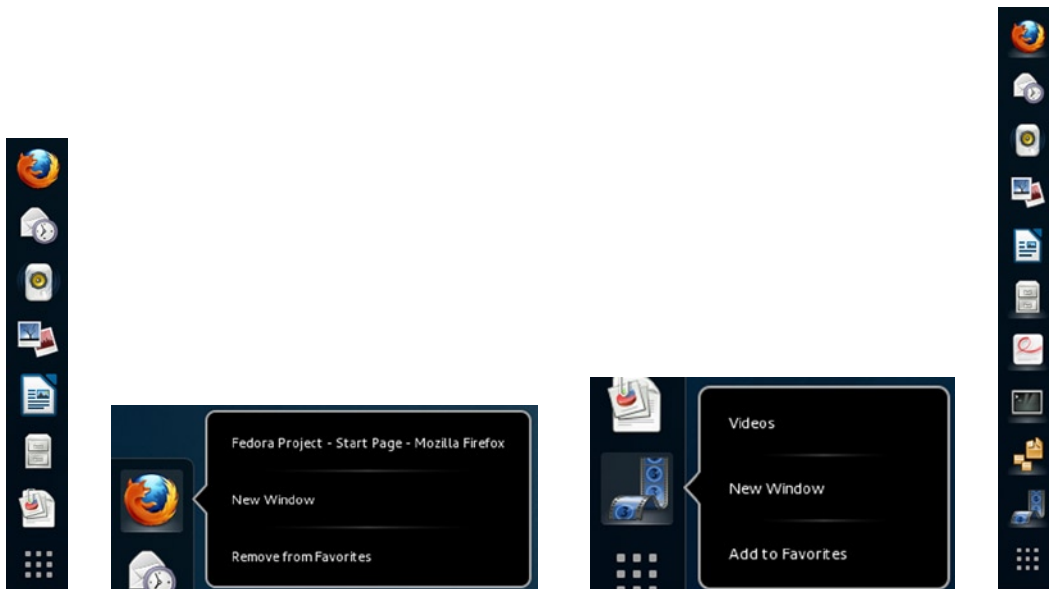 Fedora Project - Start Page - Mozilla Firefox
New Window
Remove from Favorites
Videos
New Window
Add to Favorites